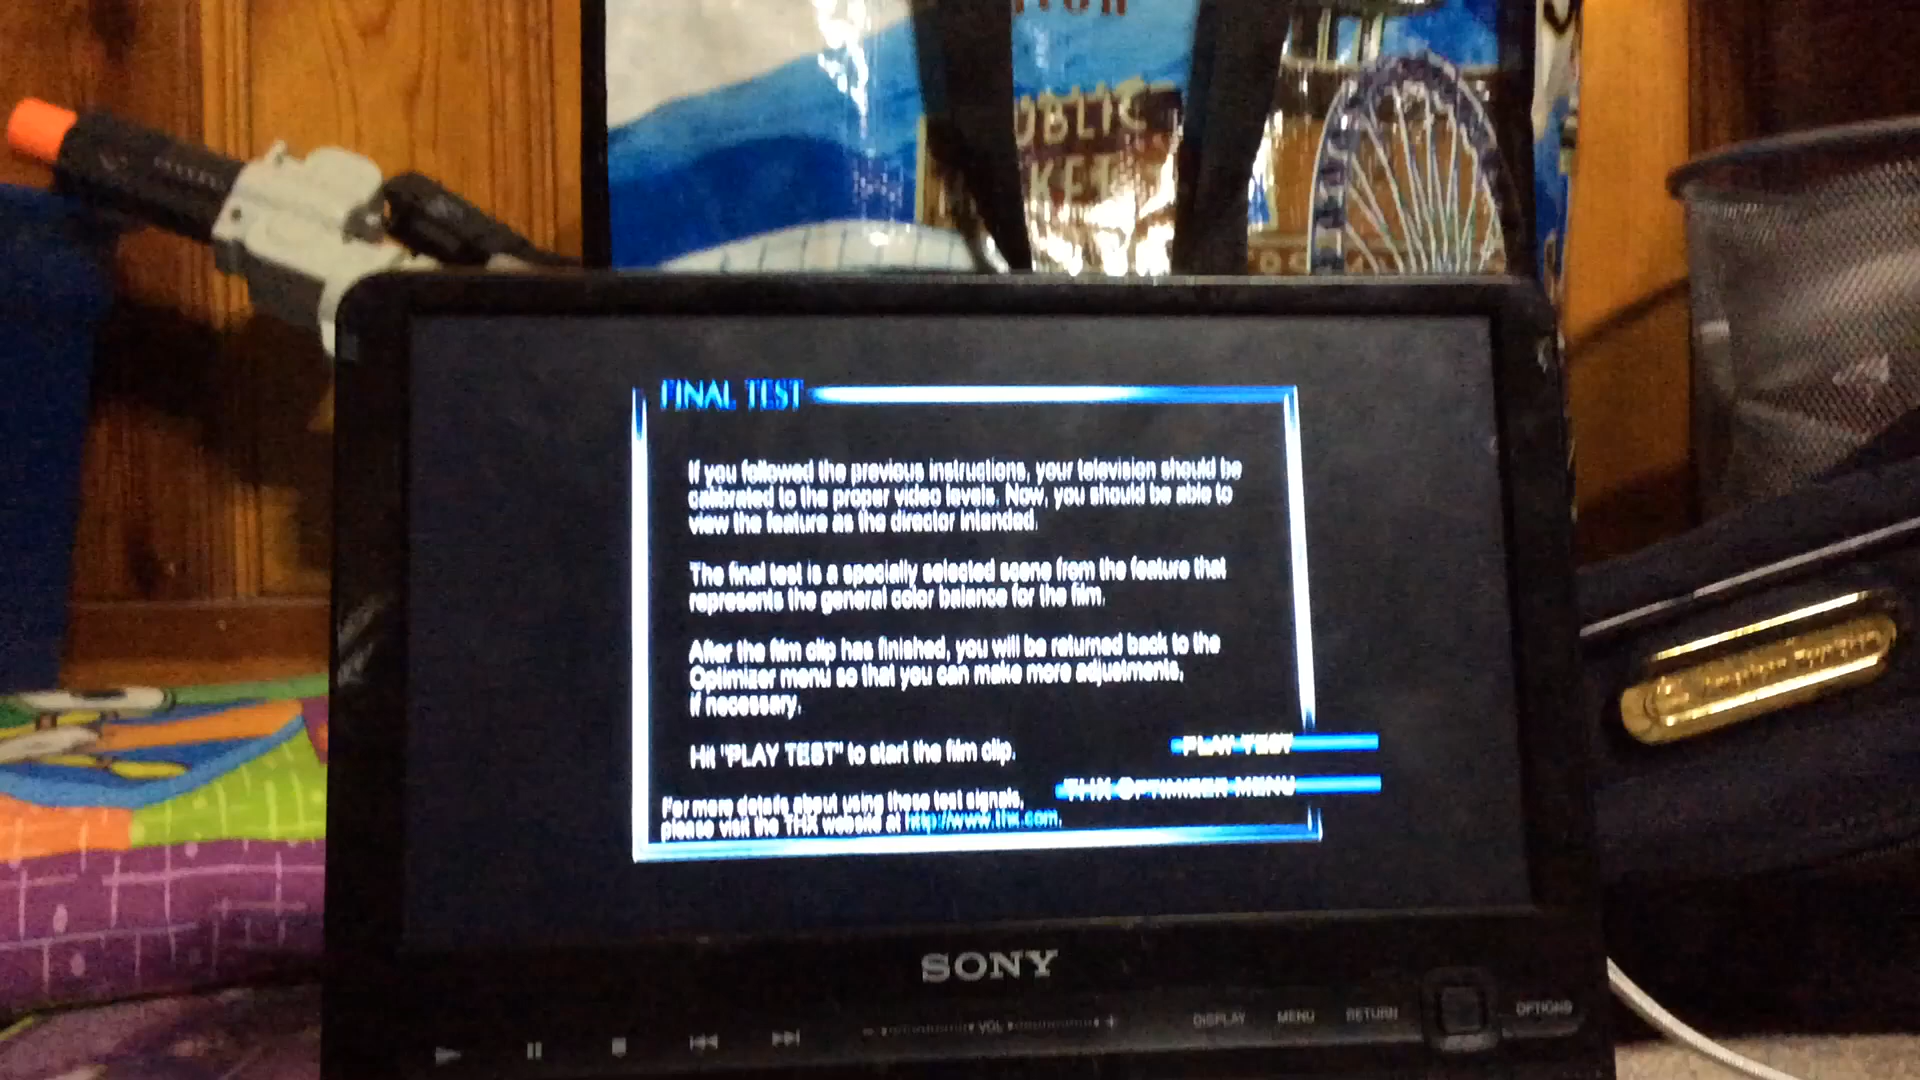 UBLIC
KET
FINAL TEST
If you followed the previous instructions, your television should be
calibrated to the proper video levels. Now, you should be able to
view the feature as the director intended.
The final test is a specially selected scene from the feature that
represents the general color balance for the film.
After the film clip has finished, you will be returned back to the
Optimizer menu so that you can make more adjustments,
if necessary.
Hit "PLAY TEST" to start the film clip.
PLAY TEST
THX OPTIMIZER MENU
For more details about using these test signals,
please visit the THX website at http://www.thx.com.
SONY
VOL
DISPLAY MENU RETURN OPTIONS